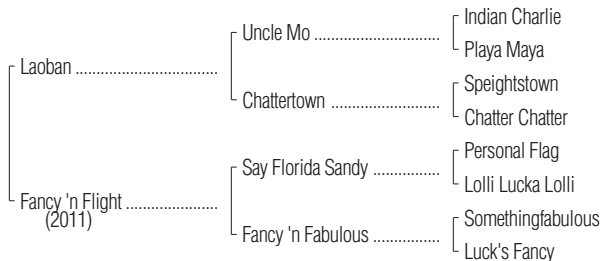 Indian Charlie
Uncle Mo ..............................
Playa Maya
Laoban ..................................
Speightstown
Chattertown ..........................
Chatter Chatter
Personal Flag
Say Florida Sandy ................
Lolli Lucka Lolli
Fancy 'n Flight ......................
(2011)
Somethingfabulous
Fancy 'n Fabulous ................
Luck's Fancy